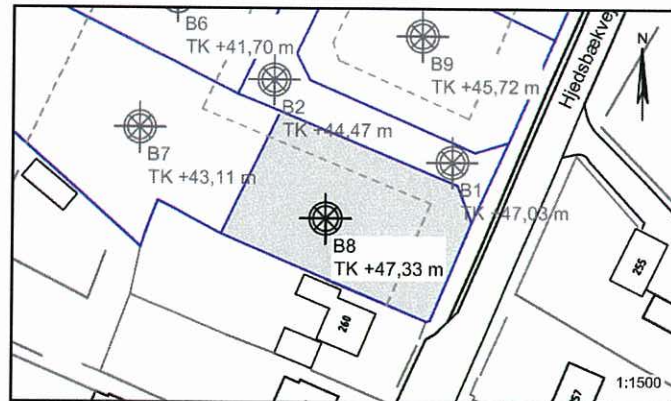 B6
TK +41,70 m
B9
TK +45,72 m
Hjedsbækvej
N
B2
TK +44,47 m
B7
TK +43,11 m
B1
TK +47,03 m
B8
TK +47,33 m
255
260
257
1:1500